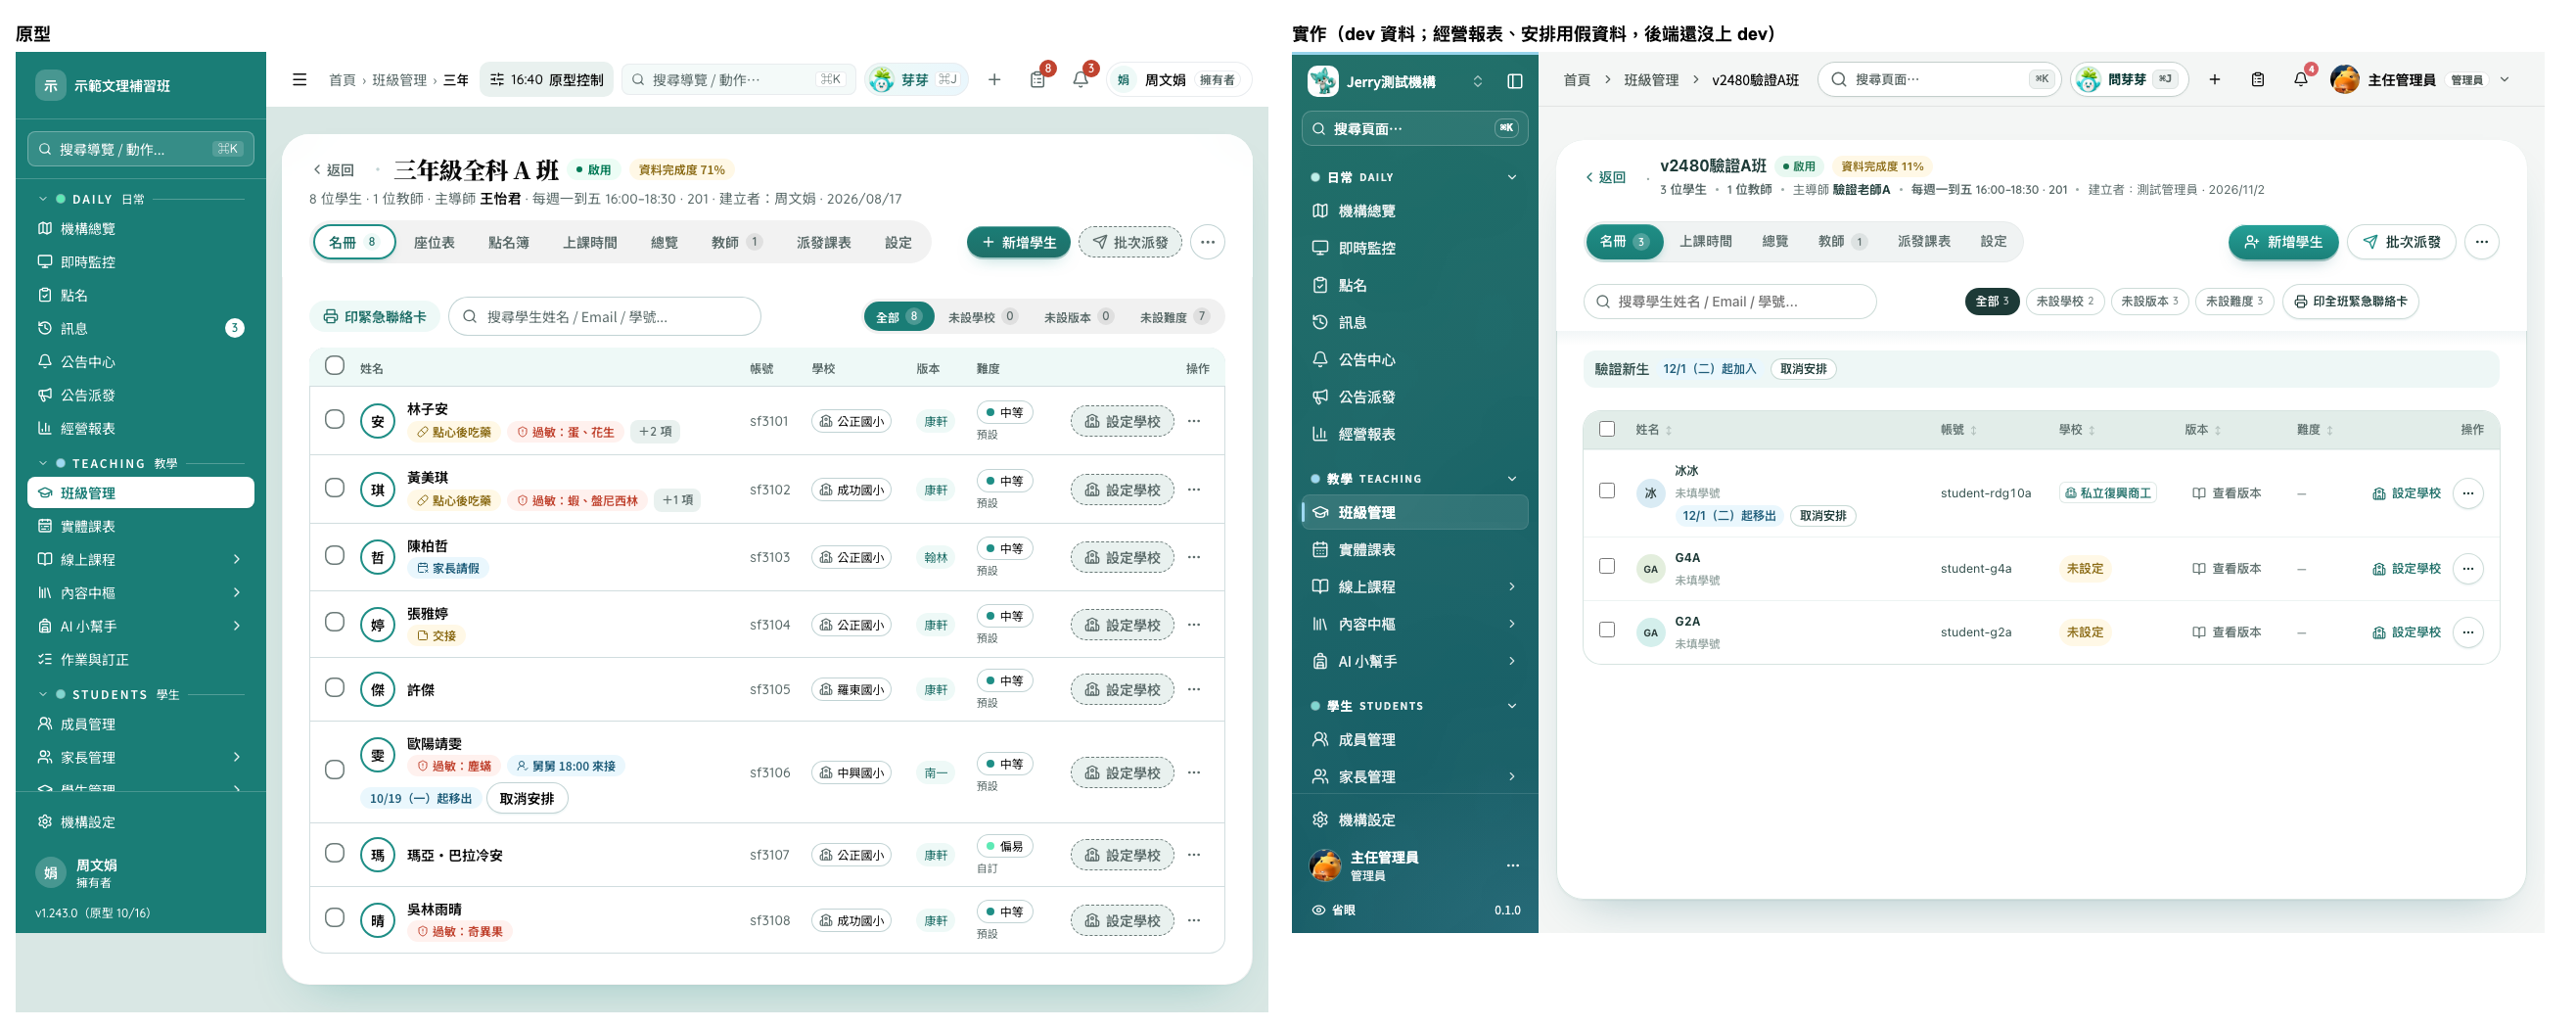 原型
示 示範文理補習班
搜尋導覽 / 動作... ⌘K
DAILY 日常
機構總覽
即時監控
點名
訊息 3
公告中心
公告派發
經營報表
TEACHING 教學
班級管理
實體課表
線上課程
內容中樞
AI 小幫手
作業與訂正
STUDENTS 學生
成員管理
家長管理
學生管理
機構設定
娟 周文娟
擁有者
v1.243.0（原型 10/16）
首頁 › 班級管理 › 三年 16:40 原型控制 搜尋導覽 / 動作… ⌘K 芽芽 ⌘J 8 3 娟 周文娟 擁有者
返回 · 三年級全科 A 班 啟用 資料完成度 71%
8 位學生 · 1 位教師 · 主導師 王怡君 · 每週一到五 16:00–18:30 · 201 · 建立者：周文娟 · 2026/08/17
名冊 8 座位表 點名簿 上課時間 總覽 教師 1 派發課表 設定 新增學生 批次派發
印緊急聯絡卡 搜尋學生姓名 / Email / 學號... 全部 8 未設學校 0 未設版本 0 未設難度 7
姓名 帳號 學校 版本 難度 操作
安 林子安 點心後吃藥 過敏：蛋、花生 +2 項 sf3101 公正國小 康軒 中等 預設 設定學校
琪 黃美琪 點心後吃藥 過敏：蝦、盤尼西林 +1 項 sf3102 成功國小 康軒 中等 預設 設定學校
哲 陳柏哲 家長請假 sf3103 公正國小 翰林 中等 預設 設定學校
婷 張雅婷 交接 sf3104 公正國小 康軒 中等 預設 設定學校
傑 許傑 sf3105 羅東國小 康軒 中等 預設 設定學校
雯 歐陽靖雯 過敏：塵蟎 舅舅 18:00 來接 sf3106 中興國小 南一 中等 預設 設定學校
10/19（一）起移出 取消安排
瑪 瑪亞・巴拉冷安 sf3107 公正國小 康軒 偏易 自訂 設定學校
晴 吳林雨晴 過敏：奇異果 sf3108 成功國小 康軒 中等 預設 設定學校
實作（dev 資料；經營報表、安排用假資料，後端還沒上 dev）
Jerry測試機構
搜尋頁面… ⌘K
日常 DAILY
機構總覽
即時監控
點名
訊息
公告中心
公告派發
經營報表
教學 TEACHING
班級管理
實體課表
線上課程
內容中樞
AI 小幫手
學生 STUDENTS
成員管理
家長管理
機構設定
主任管理員
管理員
省眼 0.1.0
首頁 › 班級管理 › v2480驗證A班 搜尋頁面… ⌘K 問芽芽 ⌘J 4 主任管理員 管理員
返回 · v2480驗證A班 啟用 資料完成度 11%
3 位學生 • 1 位教師 • 主導師 驗證老師A • 每週一到五 16:00–18:30 · 201 • 建立者：測試管理員 · 2026/11/2
名冊 3 上課時間 總覽 教師 1 派發課表 設定 新增學生 批次派發
搜尋學生姓名 / Email / 學號... 全部 3 未設學校 2 未設版本 3 未設難度 3 印全班緊急聯絡卡
驗證新生 12/1（二）起加入 取消安排
姓名 帳號 學校 版本 難度 操作
冰 冰冰 未填學號 student-rdg10a 私立復興商工 查看版本 – 設定學校
12/1（二）起移出 取消安排
GA G4A 未填學號 student-g4a 未設定 查看版本 – 設定學校
GA G2A 未填學號 student-g2a 未設定 查看版本 – 設定學校